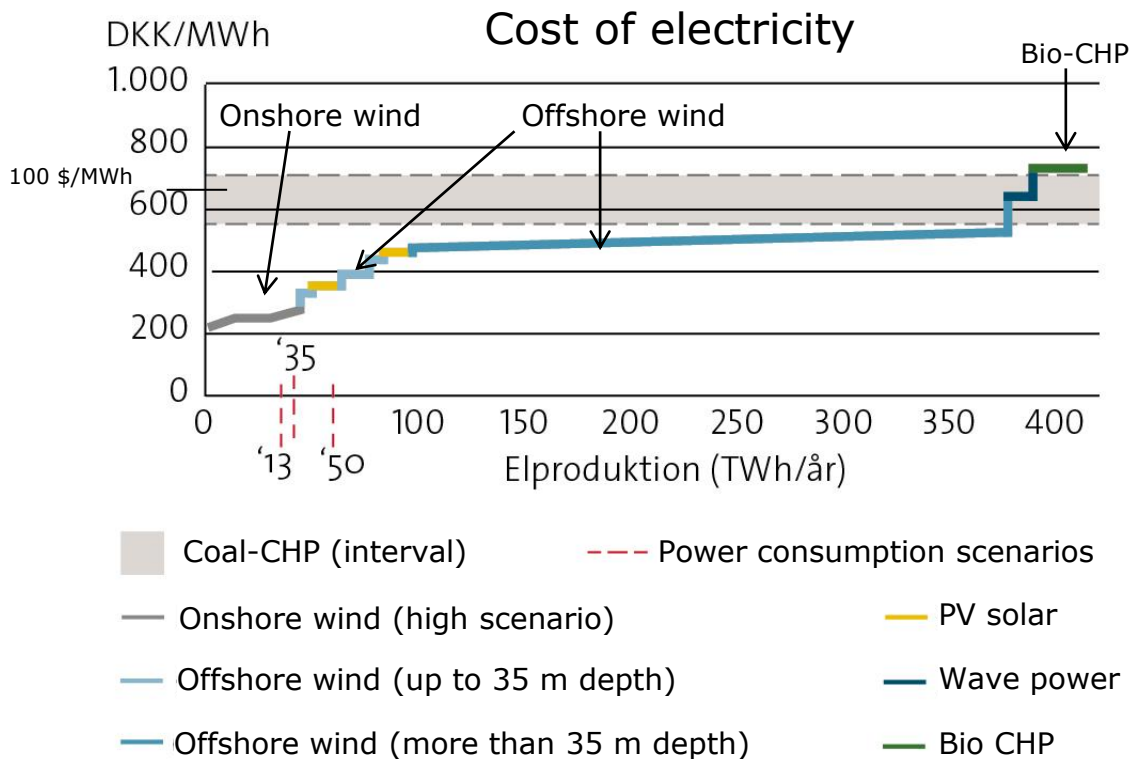 Cost of electricity
DKK/MWh
Bio-CHP
1.000
Onshore wind
Offshore wind
800
100 $/MWh
600
400
200
‘35
0
0
100
150
200
250
300
350
400
‘13
‘50
Elproduktion (TWh/år)
Coal-CHP (interval)
Power consumption scenarios
Onshore wind (high scenario)
PV solar
Offshore wind (up to 35 m depth)
Wave power
Offshore wind (more than 35 m depth)
Bio CHP